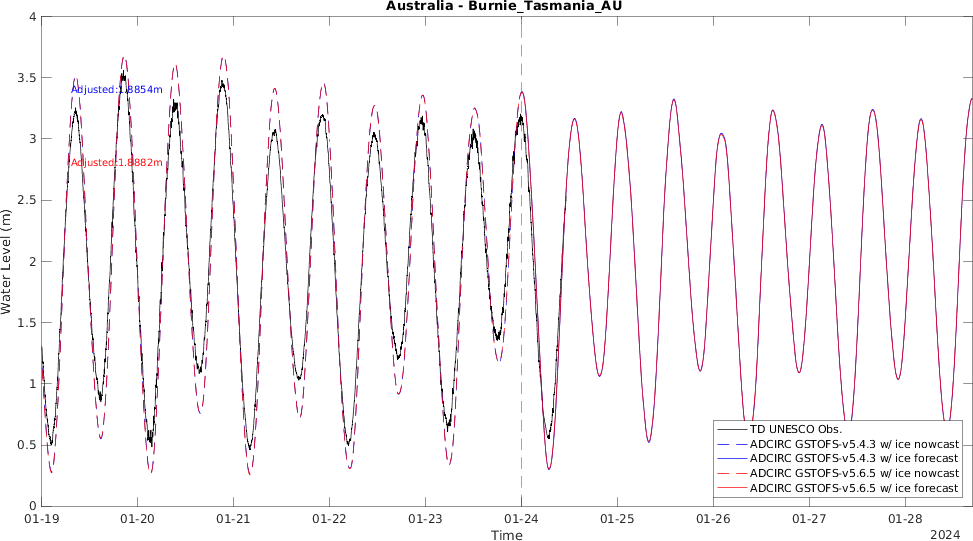 Australia - Burnie_Tasmania_AU
4
3.5
3
2.5
2
1.5
1
0.5
0
Water Level (m)
Adjusted:1.8854m
Adjusted:1.8882m
TD UNESCO Obs.
ADCIRC GSTOFS-v5.4.3 w/ ice nowcast
ADCIRC GSTOFS-v5.4.3 w/ ice forecast
ADCIRC GSTOFS-v5.6.5 w/ ice nowcast
ADCIRC GSTOFS-v5.6.5 w/ ice forecast
01-19 01-20 01-21 01-22 01-23 01-24 01-25 01-26 01-27 01-28
Time
2024